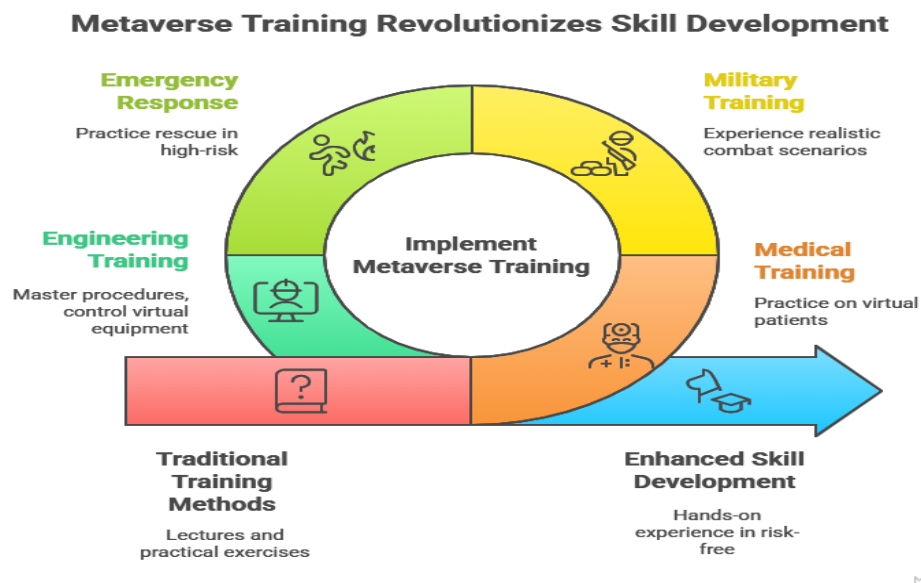 Metaverse Training Revolutionizes Skill Development
Emergency
Response
Practice rescue in
high-risk
Military
Training
Experience realistic
combat scenarios
Engineering
Training
Master procedures,
control virtual
equipment
Implement
Metaverse Training
Medical
Training
Practice on virtual
patients
?
Traditional
Training
Methods
Lectures and
practical exercises
Enhanced Skill
Development
Hands-on
experience in risk-
free